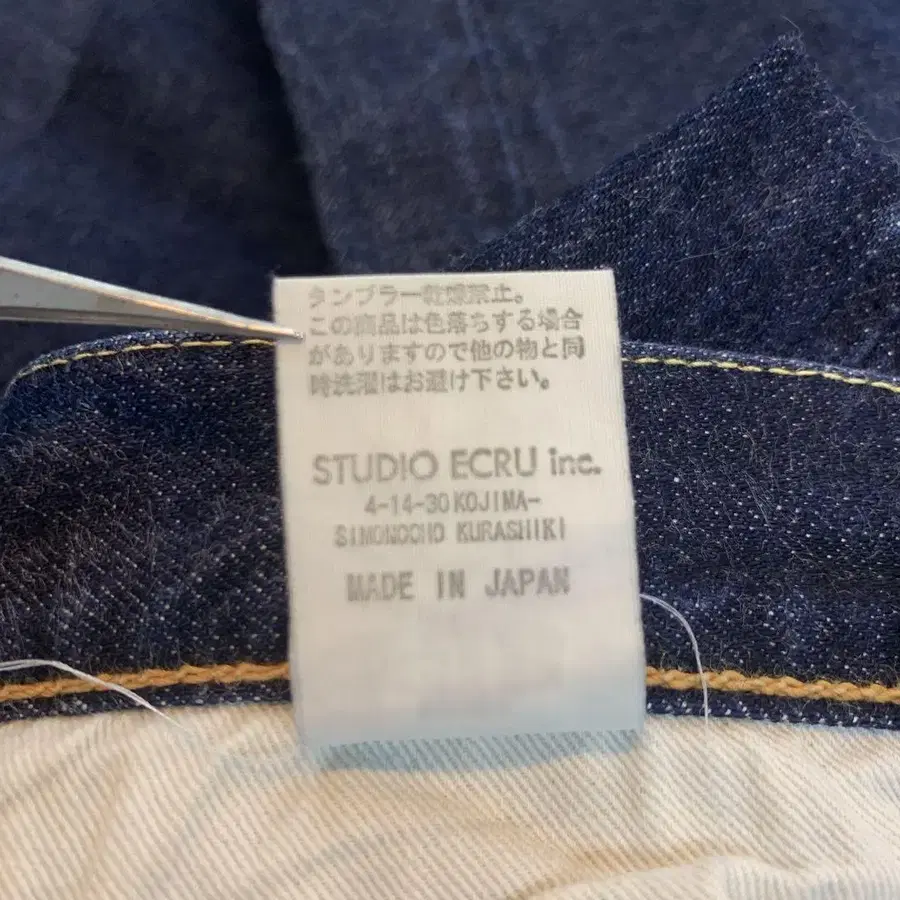 タンブラー乾燥禁止。
この商品は色落ちする場合
がありますので他の物と同
時洗濯はお避け下さい。
STUDIO ECRU inc.
4-14-30 KOJIMA-
SIMONOCHO KURASHIKI
MADE IN JAPAN